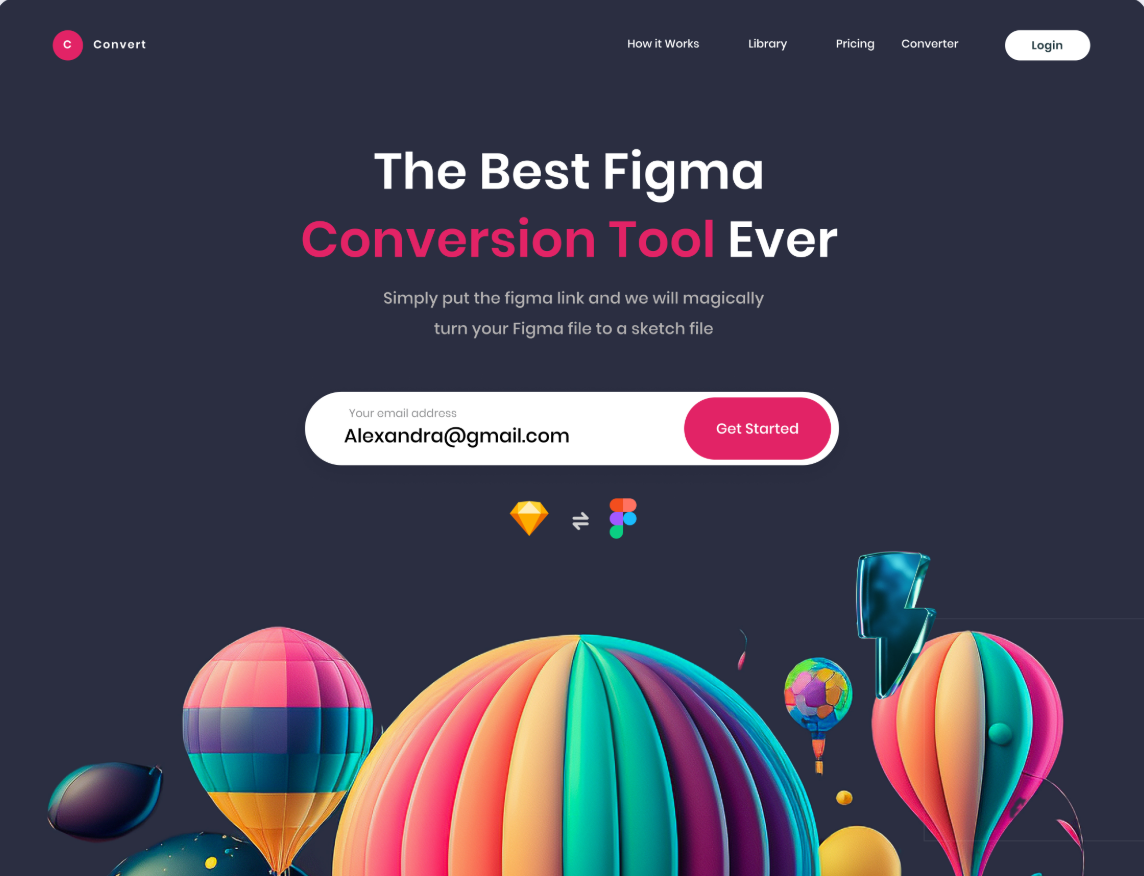 C
Convert
How it Works
Library
Pricing
Converter
Login
The Best Figma
Conversion Tool Ever
Simply put the figma link and we will magically
turn your Figma file to a sketch file
Your email address
Alexandra@gmail.com
Get Started